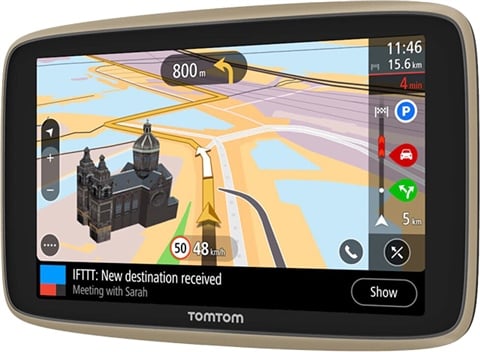 800 m
11:46
15.6 km
4 min
P
5 km
50
48 km/h
IFTTT: New destination received
Meeting with Sarah
Show
TOMTOM